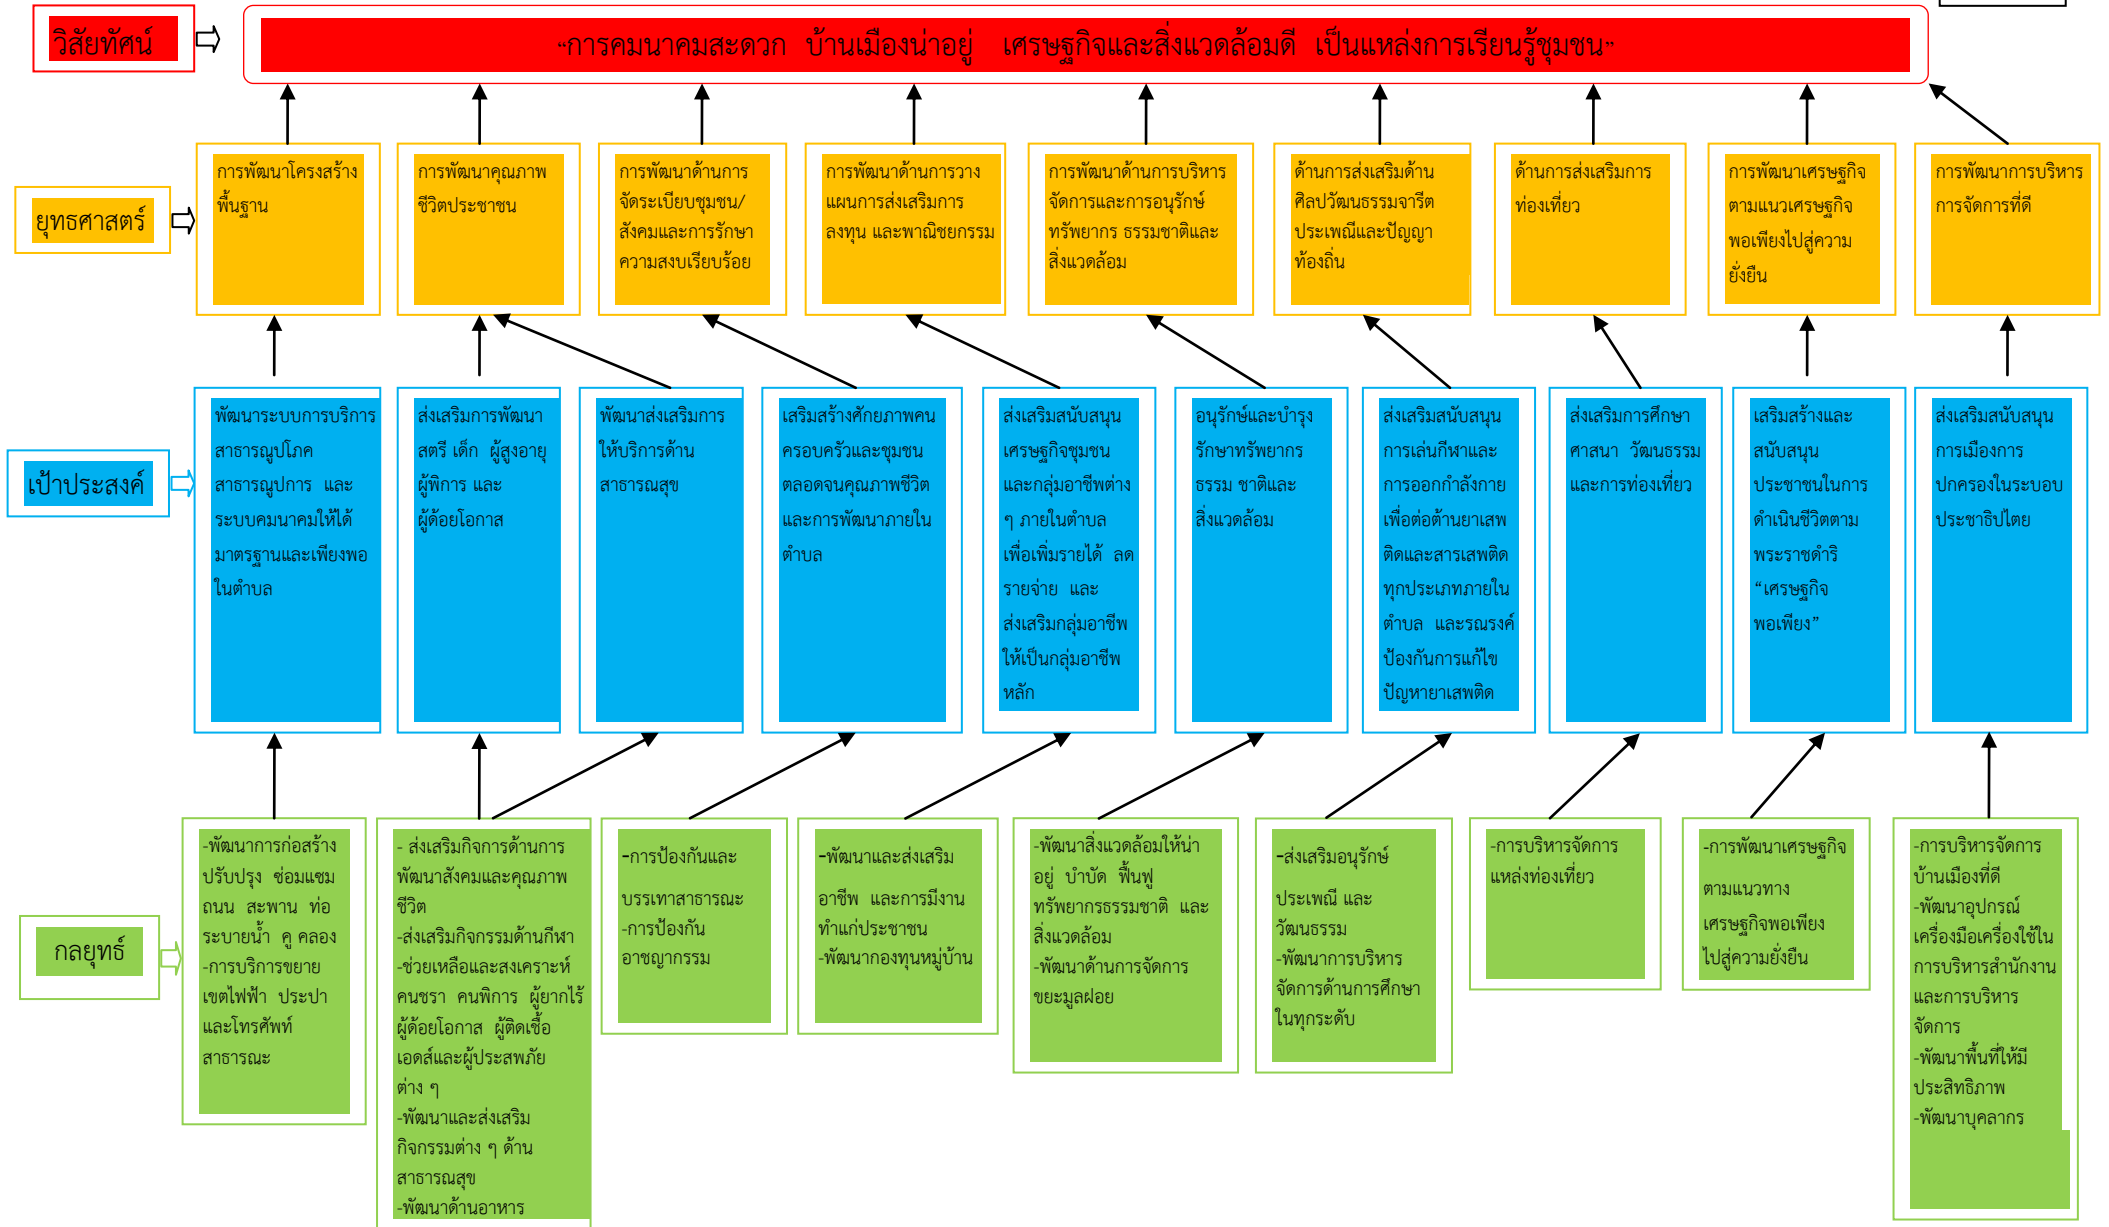 วิสัยทัศน์
“การคมนาคมสะดวก บ้านเมืองน่าอยู่ เศรษฐกิจและสิ่งแวดล้อมดี เป็นแหล่งการเรียนรู้ชุมชน”
ยุทธศาสตร์
การพัฒนาโครงสร้าง
พื้นฐาน
การพัฒนาคุณภาพ
ชีวิตประชาชน
การพัฒนาด้านการ
จัดระเบียบชุมชน/
สังคมและการรักษา
ความสงบเรียบร้อย
การพัฒนาด้านการวาง
แผนการส่งเสริมการ
ลงทุน และพาณิชยกรรม
การพัฒนาด้านการบริหาร
จัดการและการอนุรักษ์
ทรัพยากร ธรรมชาติและ
สิ่งแวดล้อม
ด้านการส่งเสริมด้าน
ศิลปวัฒนธรรมจารีต
ประเพณีและปัญญา
ท้องถิ่น
ด้านการส่งเสริมการ
ท่องเที่ยว
การพัฒนาเศรษฐกิจ
ตามแนวเศรษฐกิจ
พอเพียงไปสู่ความ
ยั่งยืน
การพัฒนาการบริหาร
การจัดการที่ดี
เป้าประสงค์
พัฒนาระบบการบริการ
สาธารณูปโภค
สาธารณูปการ และ
ระบบคมนาคมให้ได้
มาตรฐานและเพียงพอ
ในตำบล
ส่งเสริมการพัฒนา
สตรี เด็ก ผู้สูงอายุ
ผู้พิการ และ
ผู้ด้อยโอกาส
พัฒนาส่งเสริมการ
ให้บริการด้าน
สาธารณสุข
เสริมสร้างศักยภาพคน
ครอบครัวและชุมชน
ตลอดจนคุณภาพชีวิต
และการพัฒนาภายใน
ตำบล
ส่งเสริมสนับสนุน
เศรษฐกิจชุมชน
และกลุ่มอาชีพต่าง
ๆ ภายในตำบล
เพื่อเพิ่มรายได้ ลด
รายจ่าย และ
ส่งเสริมกลุ่มอาชีพ
ให้เป็นกลุ่มอาชีพ
หลัก
อนุรักษ์และบำรุง
รักษาทรัพยากร
ธรรม ชาติและ
สิ่งแวดล้อม
ส่งเสริมสนับสนุน
การเล่นกีฬาและ
การออกกำลังกาย
เพื่อต่อต้านยาเสพ
ติดและสารเสพติด
ทุกประเภทภายใน
ตำบล และรณรงค์
ป้องกันการแก้ไข
ปัญหายาเสพติด
ส่งเสริมการศึกษา
ศาสนา วัฒนธรรม
และการท่องเที่ยว
เสริมสร้างและ
สนับสนุน
ประชาชนในการ
ดำเนินชีวิตตาม
พระราชดำริ
“เศรษฐกิจ
พอเพียง”
ส่งเสริมสนับสนุน
การเมืองการ
ปกครองในระบอบ
ประชาธิปไตย
กลยุทธ์
-พัฒนาการก่อสร้าง
ปรับปรุง ซ่อมแซม
ถนน สะพาน ท่อ
ระบายน้ำ คู คลอง
-การบริการขยาย
เขตไฟฟ้า ประปา
และโทรศัพท์
สาธารณะ
- ส่งเสริมกิจการด้านการ
พัฒนาสังคมและคุณภาพ
ชีวิต
-ส่งเสริมกิจกรรมด้านกีฬา
-ช่วยเหลือและสงเคราะห์
คนชรา คนพิการ ผู้ยากไร้
ผู้ด้อยโอกาส ผู้ติดเชื้อ
เอดส์และผู้ประสพภัย
ต่าง ๆ
-พัฒนาและส่งเสริม
กิจกรรมต่าง ๆ ด้าน
สาธารณสุข
-พัฒนาด้านอาหาร
-การป้องกันและ
บรรเทาสาธารณะ
-การป้องกัน
อาชญากรรม
-พัฒนาและส่งเสริม
อาชีพ และการมีงาน
ทำแก่ประชาชน
-พัฒนากองทุนหมู่บ้าน
-พัฒนาสิ่งแวดล้อมให้น่า
อยู่ บำบัด ฟื้นฟู
ทรัพยากรธรรมชาติ และ
สิ่งแวดล้อม
-พัฒนาด้านการจัดการ
ขยะมูลฝอย
-ส่งเสริมอนุรักษ์
ประเพณี และ
วัฒนธรรม
-พัฒนาการบริหาร
จัดการด้านการศึกษา
ในทุกระดับ
-การบริหารจัดการ
แหล่งท่องเที่ยว
-การพัฒนาเศรษฐกิจ
ตามแนวทาง
เศรษฐกิจพอเพียง
ไปสู่ความยั่งยืน
-การบริหารจัดการ
บ้านเมืองที่ดี
-พัฒนาอุปกรณ์
เครื่องมือเครื่องใช้ใน
การบริหารสำนักงาน
และการบริหาร
จัดการ
-พัฒนาพื้นที่ให้มี
ประสิทธิภาพ
-พัฒนาบุคลากร